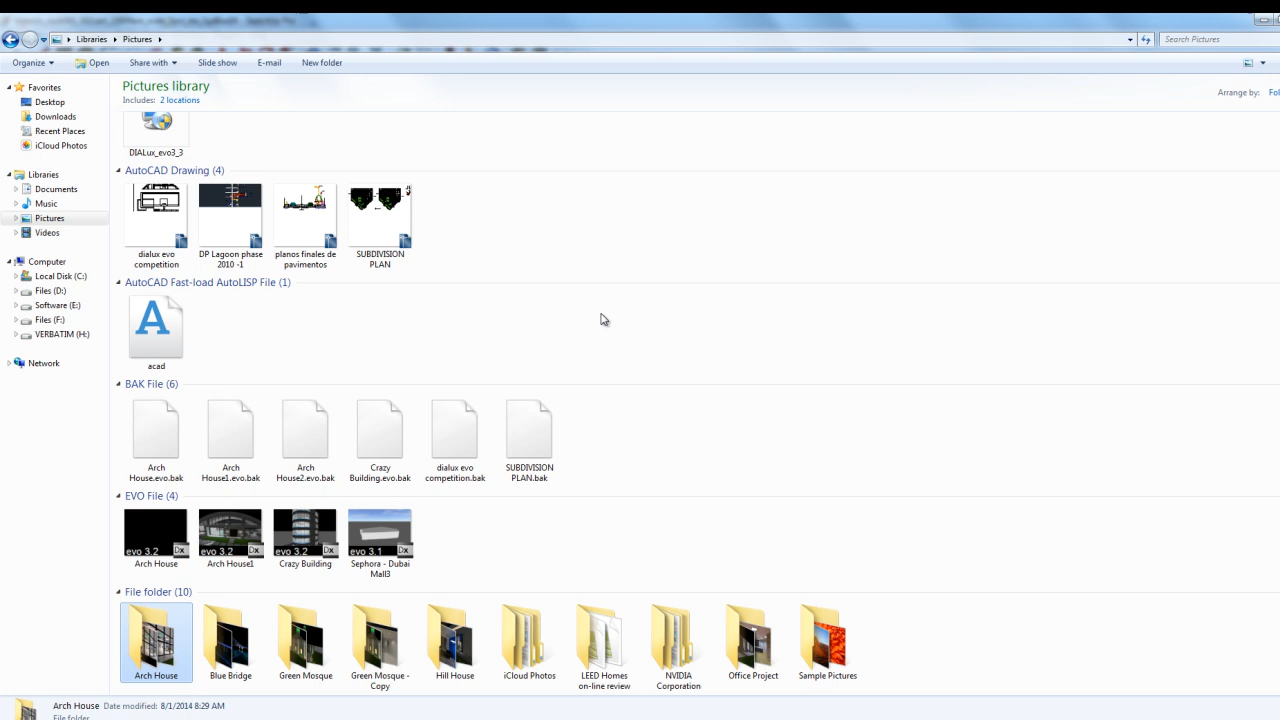 Libraries Pictures
Search Pictures
Organize Open Share with Slide show E-mail New folder
Pictures library
Includes: 2 locations
Arrange by: Fol
Favorites
Desktop
Downloads
Recent Places
iCloud Photos
Libraries
Documents
Music
Pictures
Videos
Computer
Local Disk (C:)
Files (D:)
Software (E:)
Files (F:)
VERBATIM (H:)
Network
DIALux_evo3_3
AutoCAD Drawing (4)
dialux evo
competition
DP Lagoon phase
2010 -1
planos finales de
pavimentos
SUBDIVISION
PLAN
AutoCAD Fast-load AutoLISP File (1)
A
acad
BAK File (6)
Arch
House.evo.bak
Arch
House1.evo.bak
Arch
House2.evo.bak
Crazy
Building.evo.bak
dialux evo
competition.bak
SUBDIVISION
PLAN.bak
EVO File (4)
evo 3.2 Dx
Arch House
evo 3.2 Dx
Arch House1
evo 3.2 Dx
Crazy Building
evo 3.1 Dx
Sephora - Dubai
Mall3
File folder (10)
Arch House
Blue Bridge
Green Mosque
Green Mosque -
Copy
Hill House
iCloud Photos
LEED Homes
on-line review
NVIDIA
Corporation
Office Project
Sample Pictures
Arch House Date modified: 8/1/2014 8:29 AM
File folder